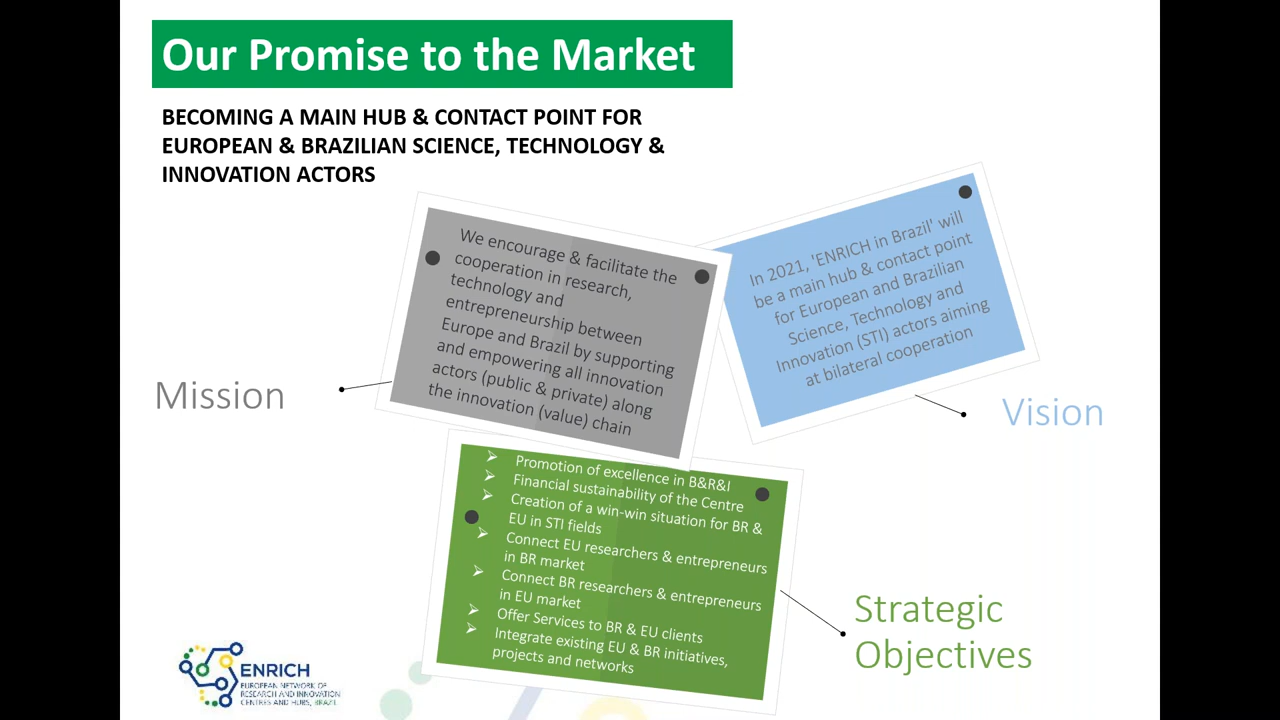 Our Promise to the Market
BECOMING A MAIN HUB & CONTACT POINT FOR
EUROPEAN & BRAZILIAN SCIENCE, TECHNOLOGY &
INNOVATION ACTORS
We encourage & facilitate the
cooperation in research,
technology and
entrepreneurship between
Europe and Brazil by supporting
and empowering all innovation
actors (public & private) along
the innovation (value) chain
Mission
In 2021, 'ENRICH in Brazil' will
be a main hub & contact point
for European and Brazilian
Science, Technology and
Innovation (STI) actors aiming
at bilateral cooperation
Vision
➢ Promotion of excellence in B&R&I
➢ Financial sustainability of the Centre
➢ Creation of a win-win situation for BR &
EU in STI fields
➢ Connect EU researchers & entrepreneurs
in BR market
➢ Connect BR researchers & entrepreneurs
in EU market
➢ Offer Services to BR & EU clients
➢ Integrate existing EU & BR initiatives,
projects and networks
Strategic
Objectives
ENRICH
EUROPEAN NETWORK OF
RESEARCH AND INNOVATION
CENTRES AND HUBS, BRAZIL